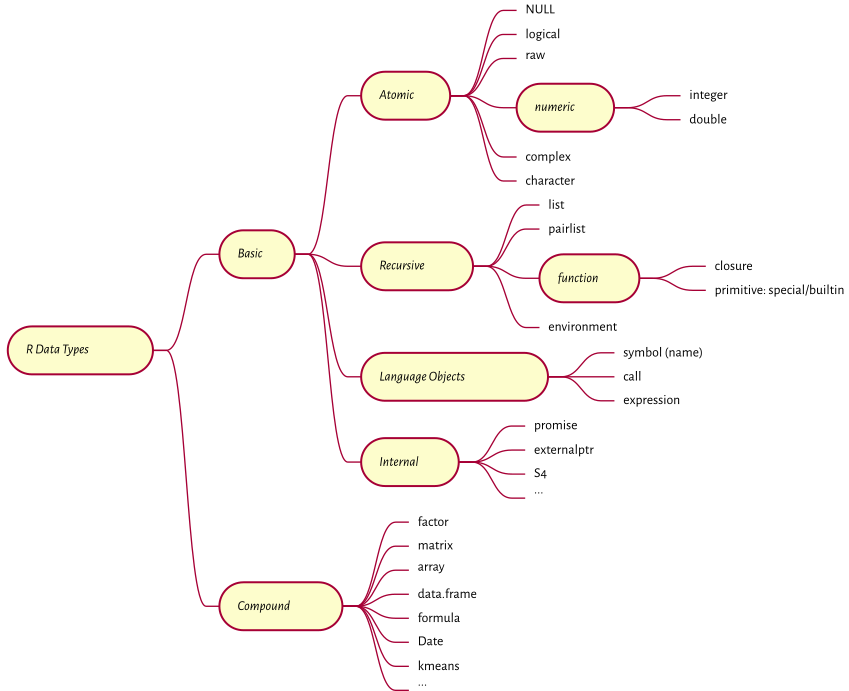 NULL
logical
raw
Atomic
numeric
integer
double
complex
character
list
pairlist
Basic
Recursive
function
closure
primitive: special/builtin
environment
R Data Types
symbol (name)
Language Objects
call
expression
promise
externalptr
Internal
S4
...
factor
matrix
array
data.frame
Compound
formula
Date
kmeans
...